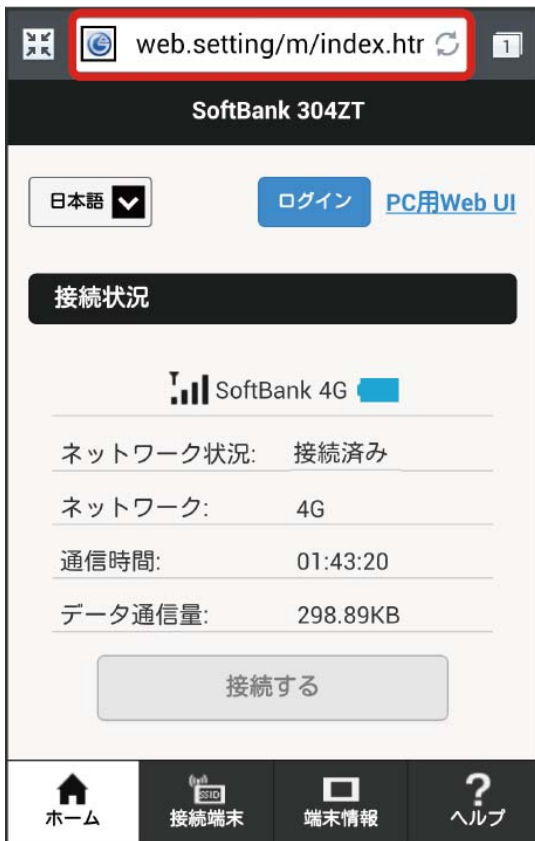 web.setting/m/index.htr
1
SoftBank 304ZT
日本語
ログイン
PC用Web UI
接続状況
SoftBank 4G
ネットワーク状況: 接続済み
ネットワーク: 4G
通信時間: 01:43:20
データ通信量: 298.89KB
接続する
SSID
ホーム 接続端末 端末情報 ヘルプ